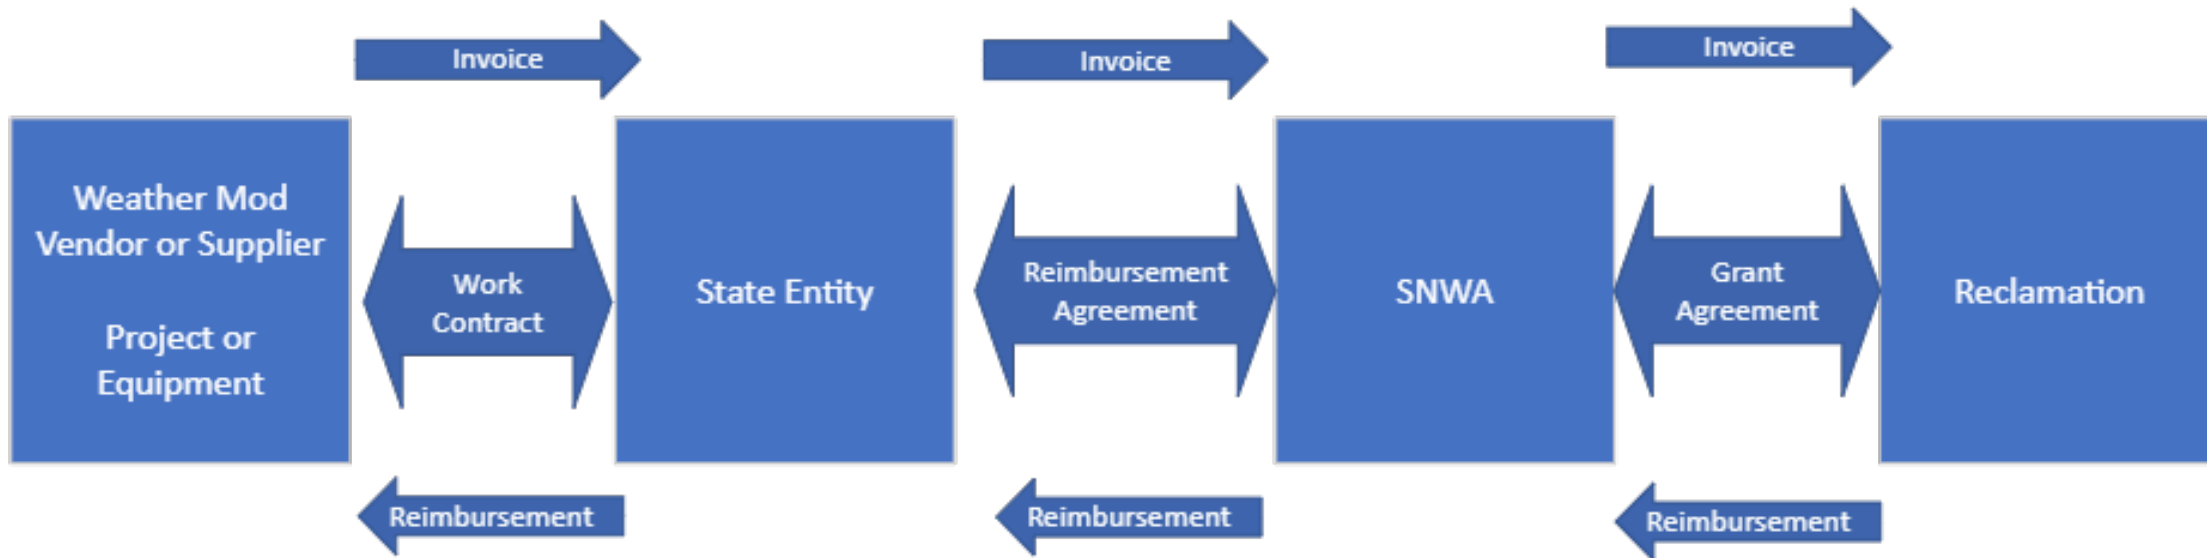 Invoice
Invoice
Invoice
Weather Mod
Vendor or Supplier
Project or
Equipment
Work
Contract
State Entity
Reimbursement
Agreement
SNWA
Grant
Agreement
Reclamation
Reimbursement
Reimbursement
Reimbursement